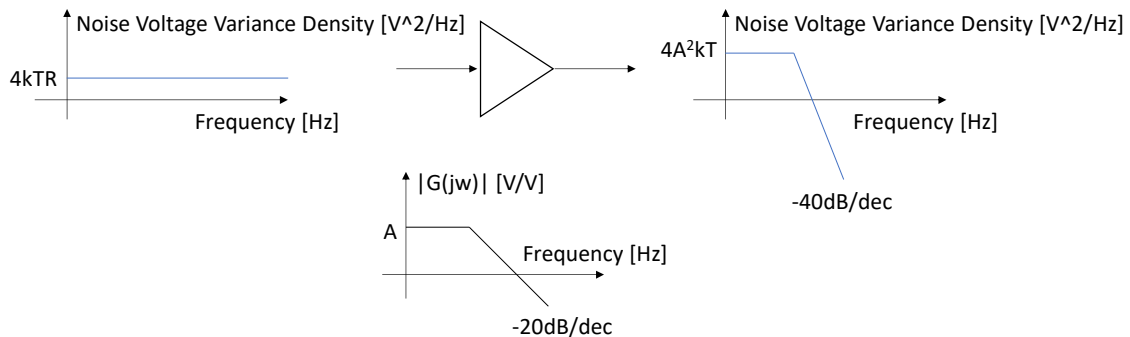 Noise Voltage Variance Density [V^2/Hz]
4kTR
Frequency [Hz]
Noise Voltage Variance Density [V^2/Hz]
4A²kT
Frequency [Hz]
-40dB/dec
|G(jw)| [V/V]
A
Frequency [Hz]
-20dB/dec